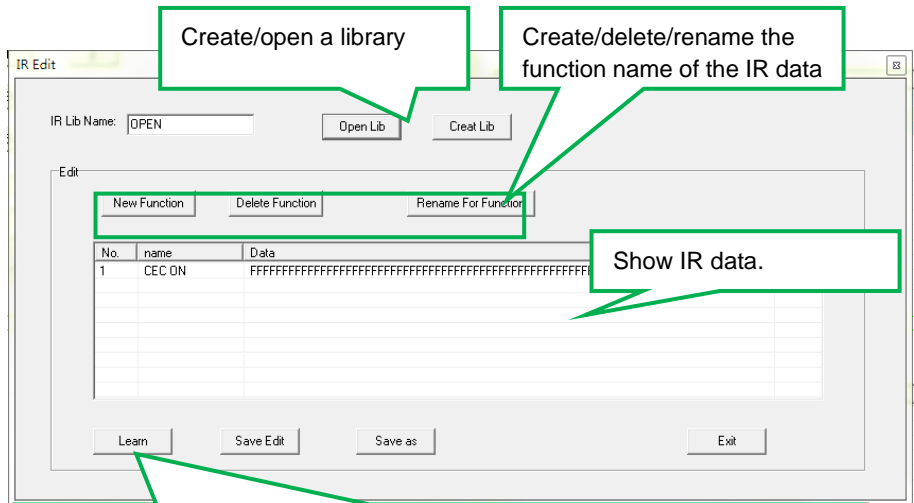 Create/open a library
Create/delete/rename the
function name of the IR data
IR Edit
IR Lib Name: OPEN
Open Lib
Creat Lib
Edit
New Function
Delete Function
Rename For Function
No. name Data
Show IR data.
1 CEC ON
Learn
Save Edit
Save as
Exit